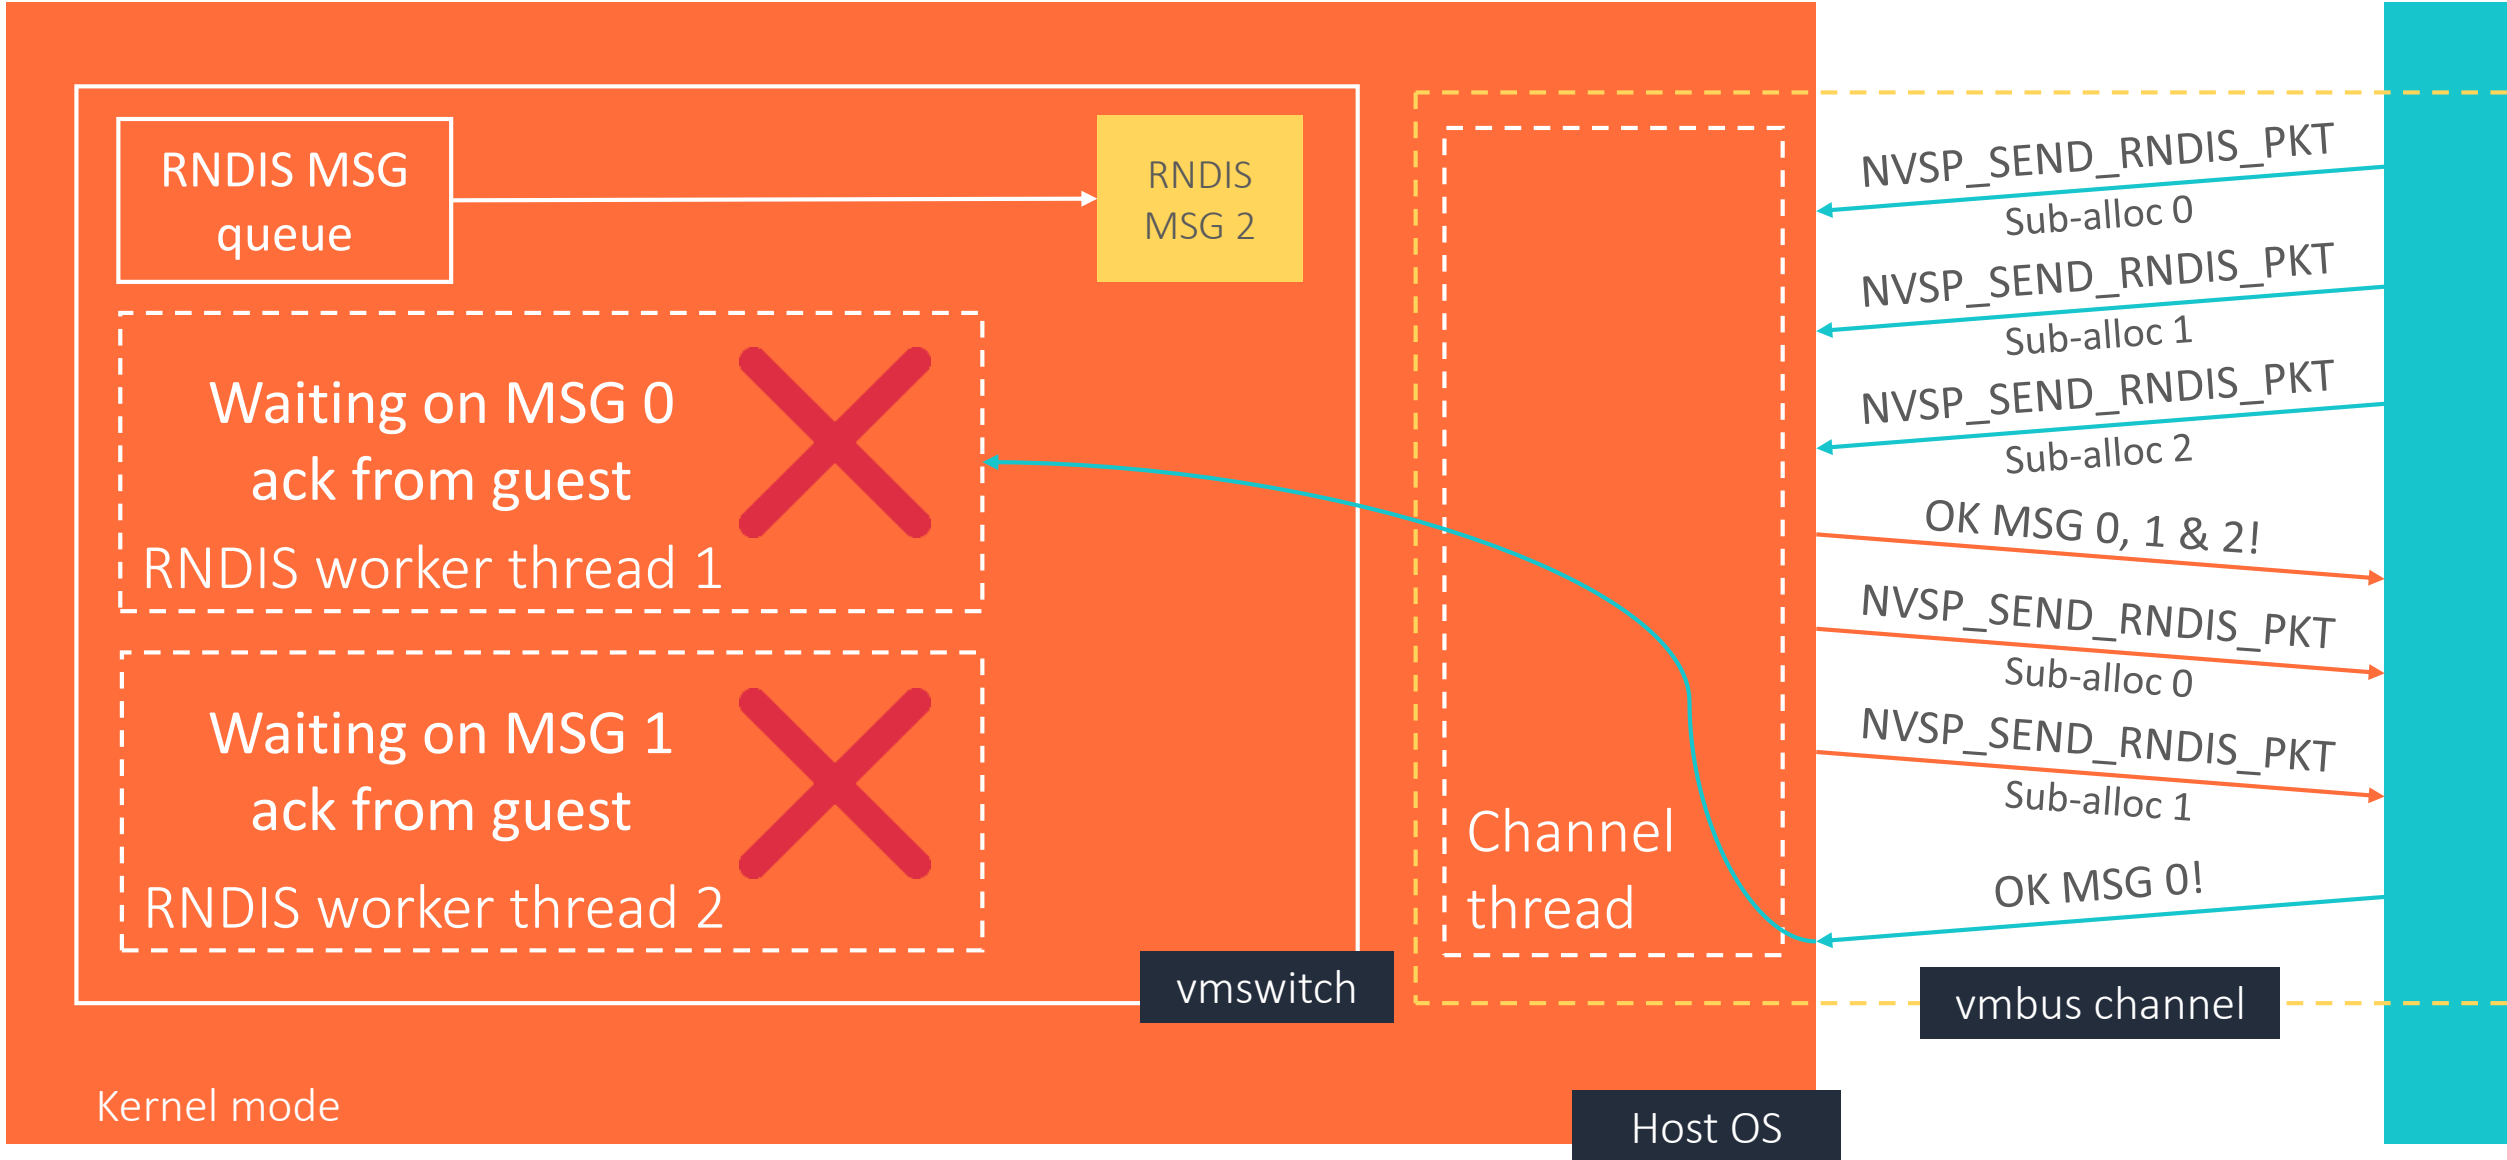 RNDIS MSG
queue
RNDIS
MSG 2
Waiting on MSG 0
ack from guest
RNDIS worker thread 1
Waiting on MSG 1
ack from guest
RNDIS worker thread 2
vmswitch
Kernel mode
Channel
thread
Host OS
NVSP_SEND_RNDIS_PKT
Sub-alloc 0
NVSP_SEND_RNDIS_PKT
Sub-alloc 1
NVSP_SEND_RNDIS_PKT
Sub-alloc 2
OK MSG 0, 1 & 2!
NVSP_SEND_RNDIS_PKT
Sub-alloc 0
NVSP_SEND_RNDIS_PKT
Sub-alloc 1
OK MSG 0!
vmbus channel